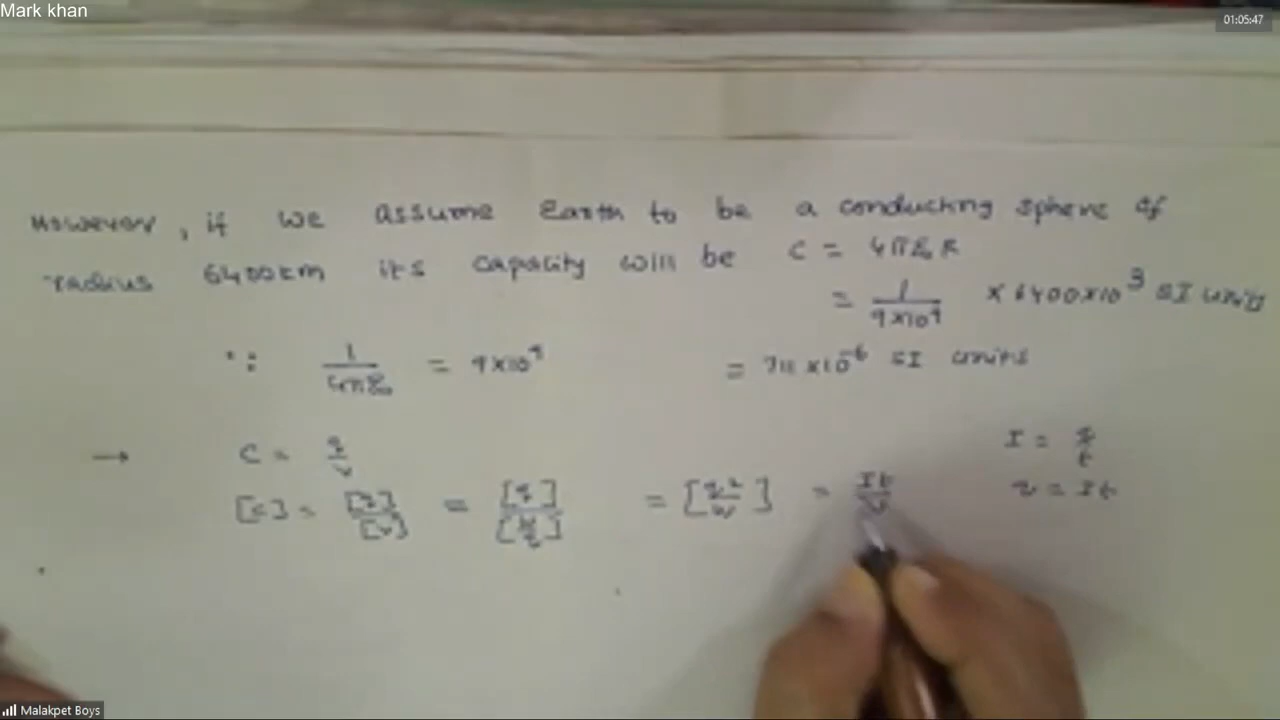 Mark khan
01:05:47
However, if we assume Earth to be a conducting sphere of
radius 6400km its capacity will be C = 4πε₀R
= 1/9×10⁹ × 6400×10³ SI units
∵ 1/4πε₀ = 9×10⁹
= 711×10⁻⁶ SI units
→ C = q/v
I = q/t
[C] = [q]/[v] = [q]/[w/q] = [q²/w] = It/V
q = It
Malakpet Boys